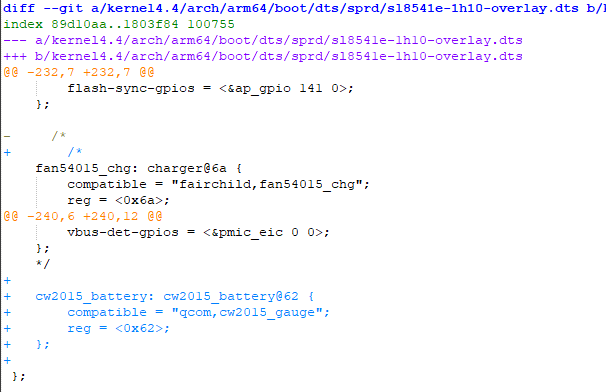 diff --git a/kernel4.4/arch/arm64/boot/dts/sprd/sl8541e-1h10-overlay.dts b/
index 89d10aa..1803f84 100755
--- a/kernel4.4/arch/arm64/boot/dts/sprd/sl8541e-1h10-overlay.dts
+++ b/kernel4.4/arch/arm64/boot/dts/sprd/sl8541e-1h10-overlay.dts
@@ -232,7 +232,7 @@
        flash-sync-gpios = <&ap_gpio 141 0>;
    };

-     /*
+       /*
    fan54015_chg: charger@6a {
        compatible = "fairchild,fan54015_chg";
        reg = <0x6a>;
@@ -240,6 +240,12 @@
        vbus-det-gpios = <&pmic_eic 0 0>;
    };
    */
+
+   cw2015_battery: cw2015_battery@62 {
+       compatible = "qcom,cw2015_gauge";
+       reg = <0x62>;
+   };
+
 };